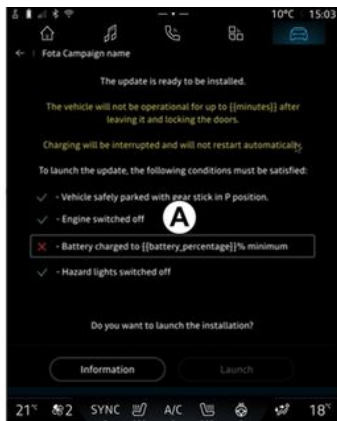 10°C 15:03
Fota Campaign name
The update is ready to be installed.
The vehicle will not be operational for up to {{minutes}} after
leaving it and locking the doors.
Charging will be interrupted and will not restart automatically.
To launch the update, the following conditions must be satisfied:
- Vehicle safely parked with gear stick in P position.
- Engine switched off
A
- Battery charged to {{battery_percentage}}% minimum
- Hazard lights switched off
Do you want to launch the installation?
Information Launch
21°c 2 SYNC A/C 18°c